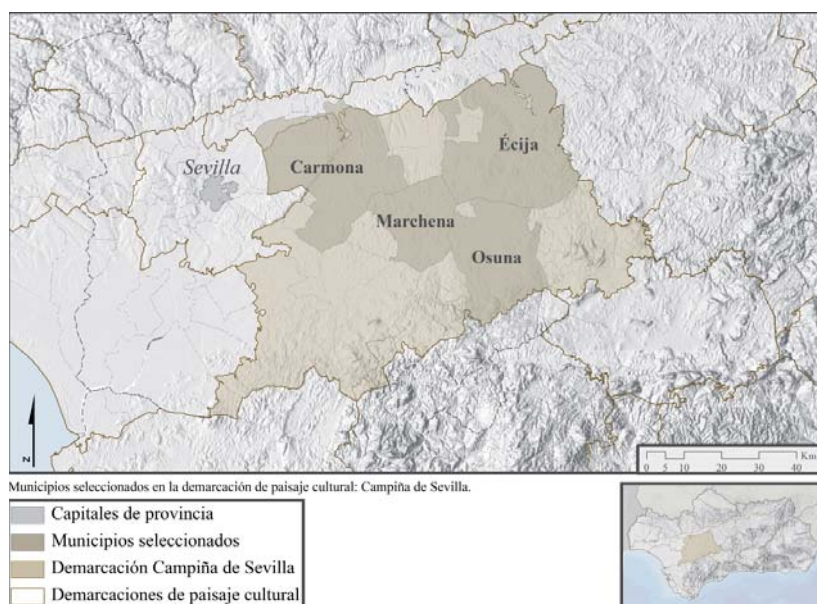 Sevilla
Carmona
Écija
Marchena
Osuna
N
Km
0 5 10 20 30 40
Municipios seleccionados en la demarcación de paisaje cultural: Campiña de Sevilla.
Capitales de provincia
Municipios seleccionados
Demarcación Campiña de Sevilla
Demarcaciones de paisaje cultural